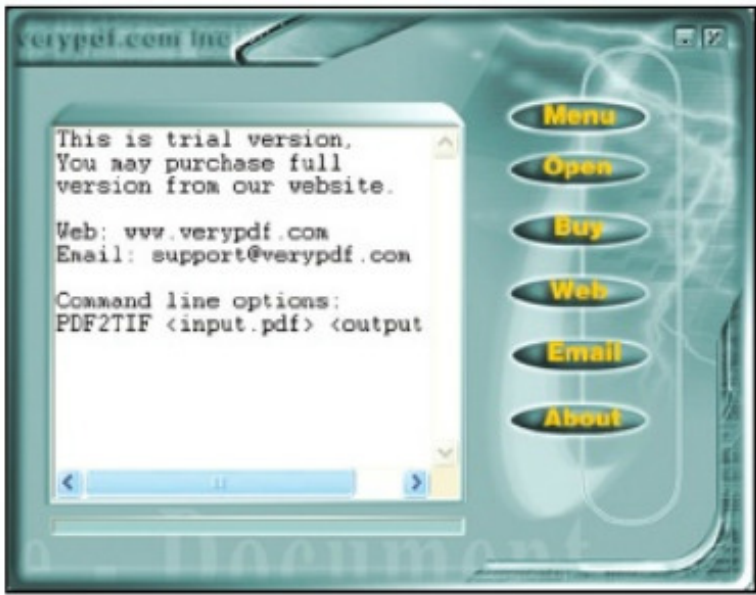 verypdf.com Inc
This is trial version,
You may purchase full
version from our website.
Web: www.verypdf.com
Email: support@verypdf.com
Command line options:
PDF2TIF <input.pdf> <output
Menu
Open
Buy
Web
Email
About
e - Document